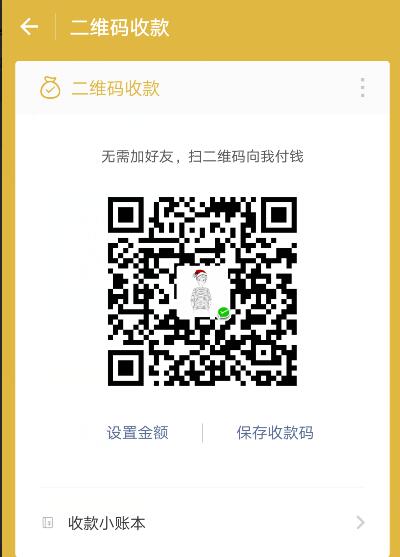 二维码收款
二维码收款
无需加好友，扫二维码向我付钱
设置金额
保存收款码
收款小账本